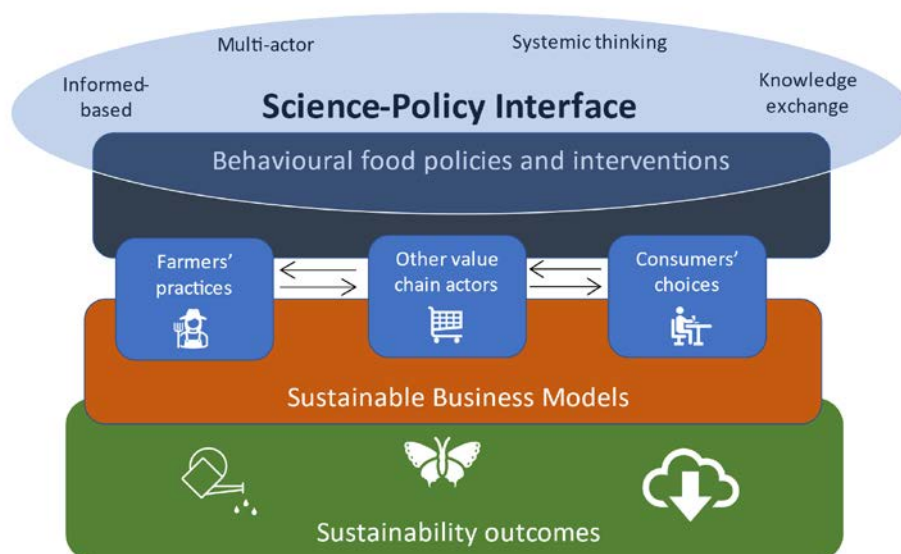 Multi-actor
Systemic thinking
Informed-
based
Knowledge
exchange
Science-Policy Interface
Behavioural food policies and interventions
Farmers'
practices
Other value
chain actors
Consumers'
choices
Sustainable Business Models
Sustainability outcomes